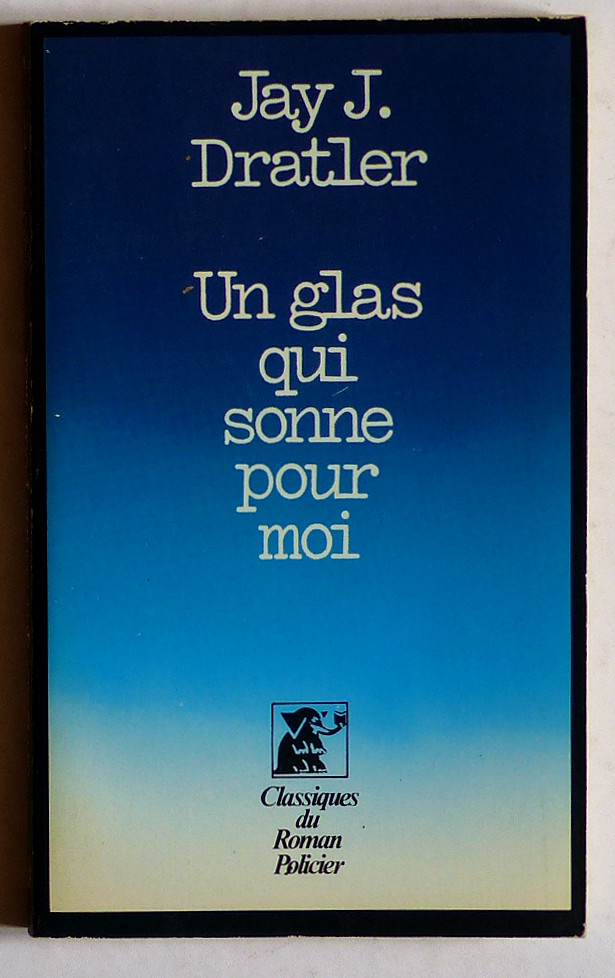 Jay J.
Dratler
Un glas
qui
sonne
pour
moi
Classiques
du
Roman
Policier